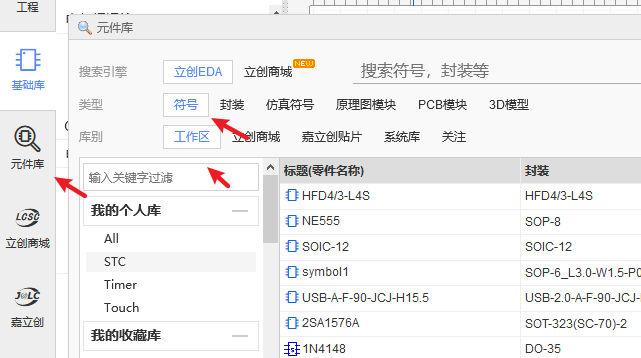 工程
元件库
搜索引擎 立创EDA 立创商城 NEW 搜索符号，封装等
基础库
类型 符号 封装 仿真符号 原理图模块 PCB模块 3D模型
库别 工作区 立创商城 嘉立创贴片 系统库 关注
元件库
输入关键字过滤 标题(零件名称) 封装
HFD4/3-L4S HFD4/3-L4S
我的个人库
LCSC
立创商城
NE555 SOP-8
All SOIC-12 SOIC-12
STC symbol1 SOP-6_L3.0-W1.5-P0
Timer USB-A-F-90-JCJ-H15.5 USB-2.0-A-F-90-JCJ-
JLC
嘉立创
Touch
2SA1576A SOT-323(SC-70)-2
我的收藏库
1N4148 DO-35